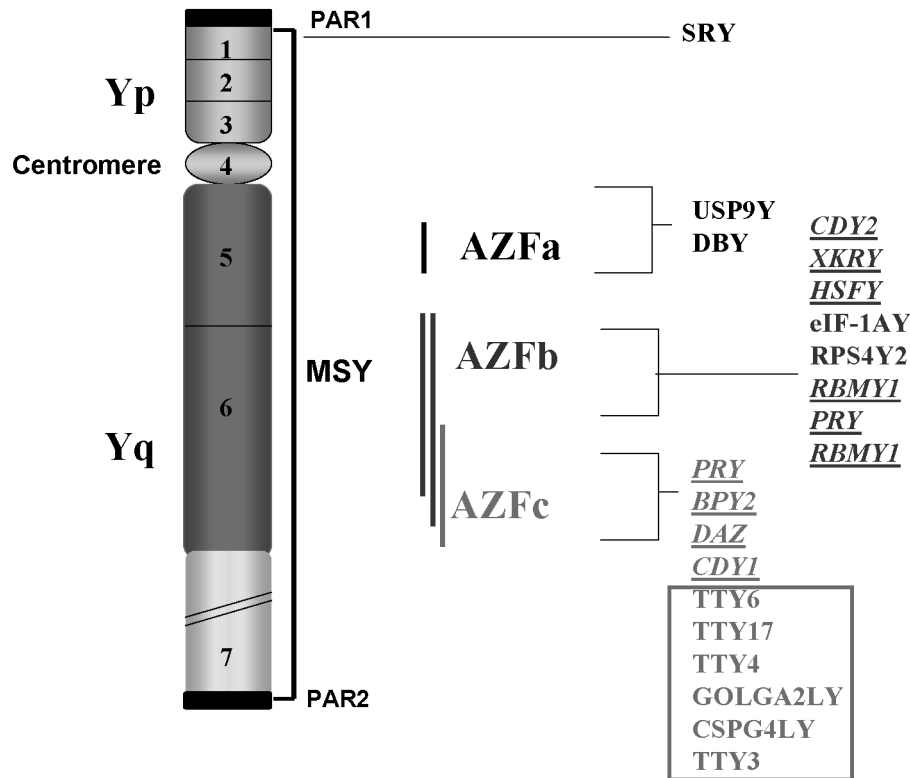 PAR1
SRY
1
2
Yp
3
Centromere
4
USP9Y
DBY
AZFa
5
CDY2
XKRY
HSFY
eIF-1AY
RPS4Y2
RBMY1
PRY
RBMY1
AZFb
MSY
6
Yq
AZFc
PRY
BPY2
DAZ
CDY1
TTY6
TTY17
TTY4
GOLGA2LY
CSPG4LY
TTY3
7
PAR2